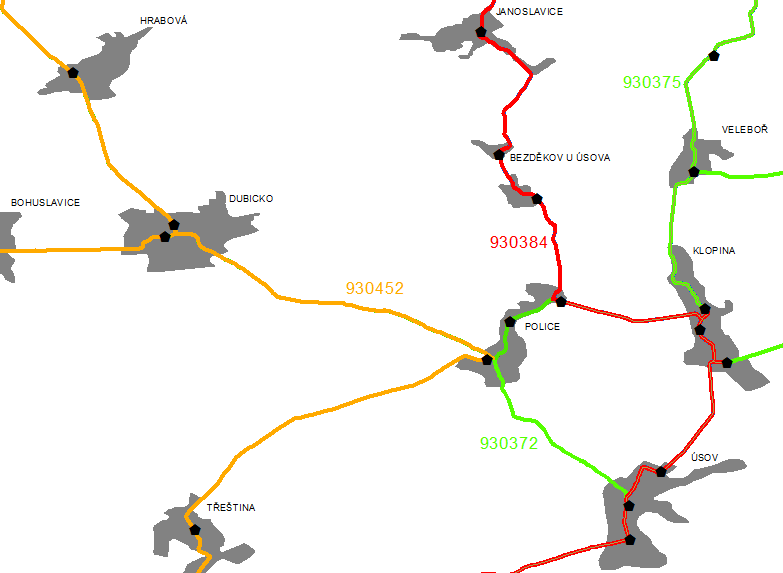 JANOSLAVICE
HRABOVÁ
930375
VELEBOŘ
BEZDĚKOV U ÚSOVA
BOHUSLAVICE
DUBICKO
930384
KLOPINA
930452
POLICE
930372
ÚSOV
TŘEŠTINA